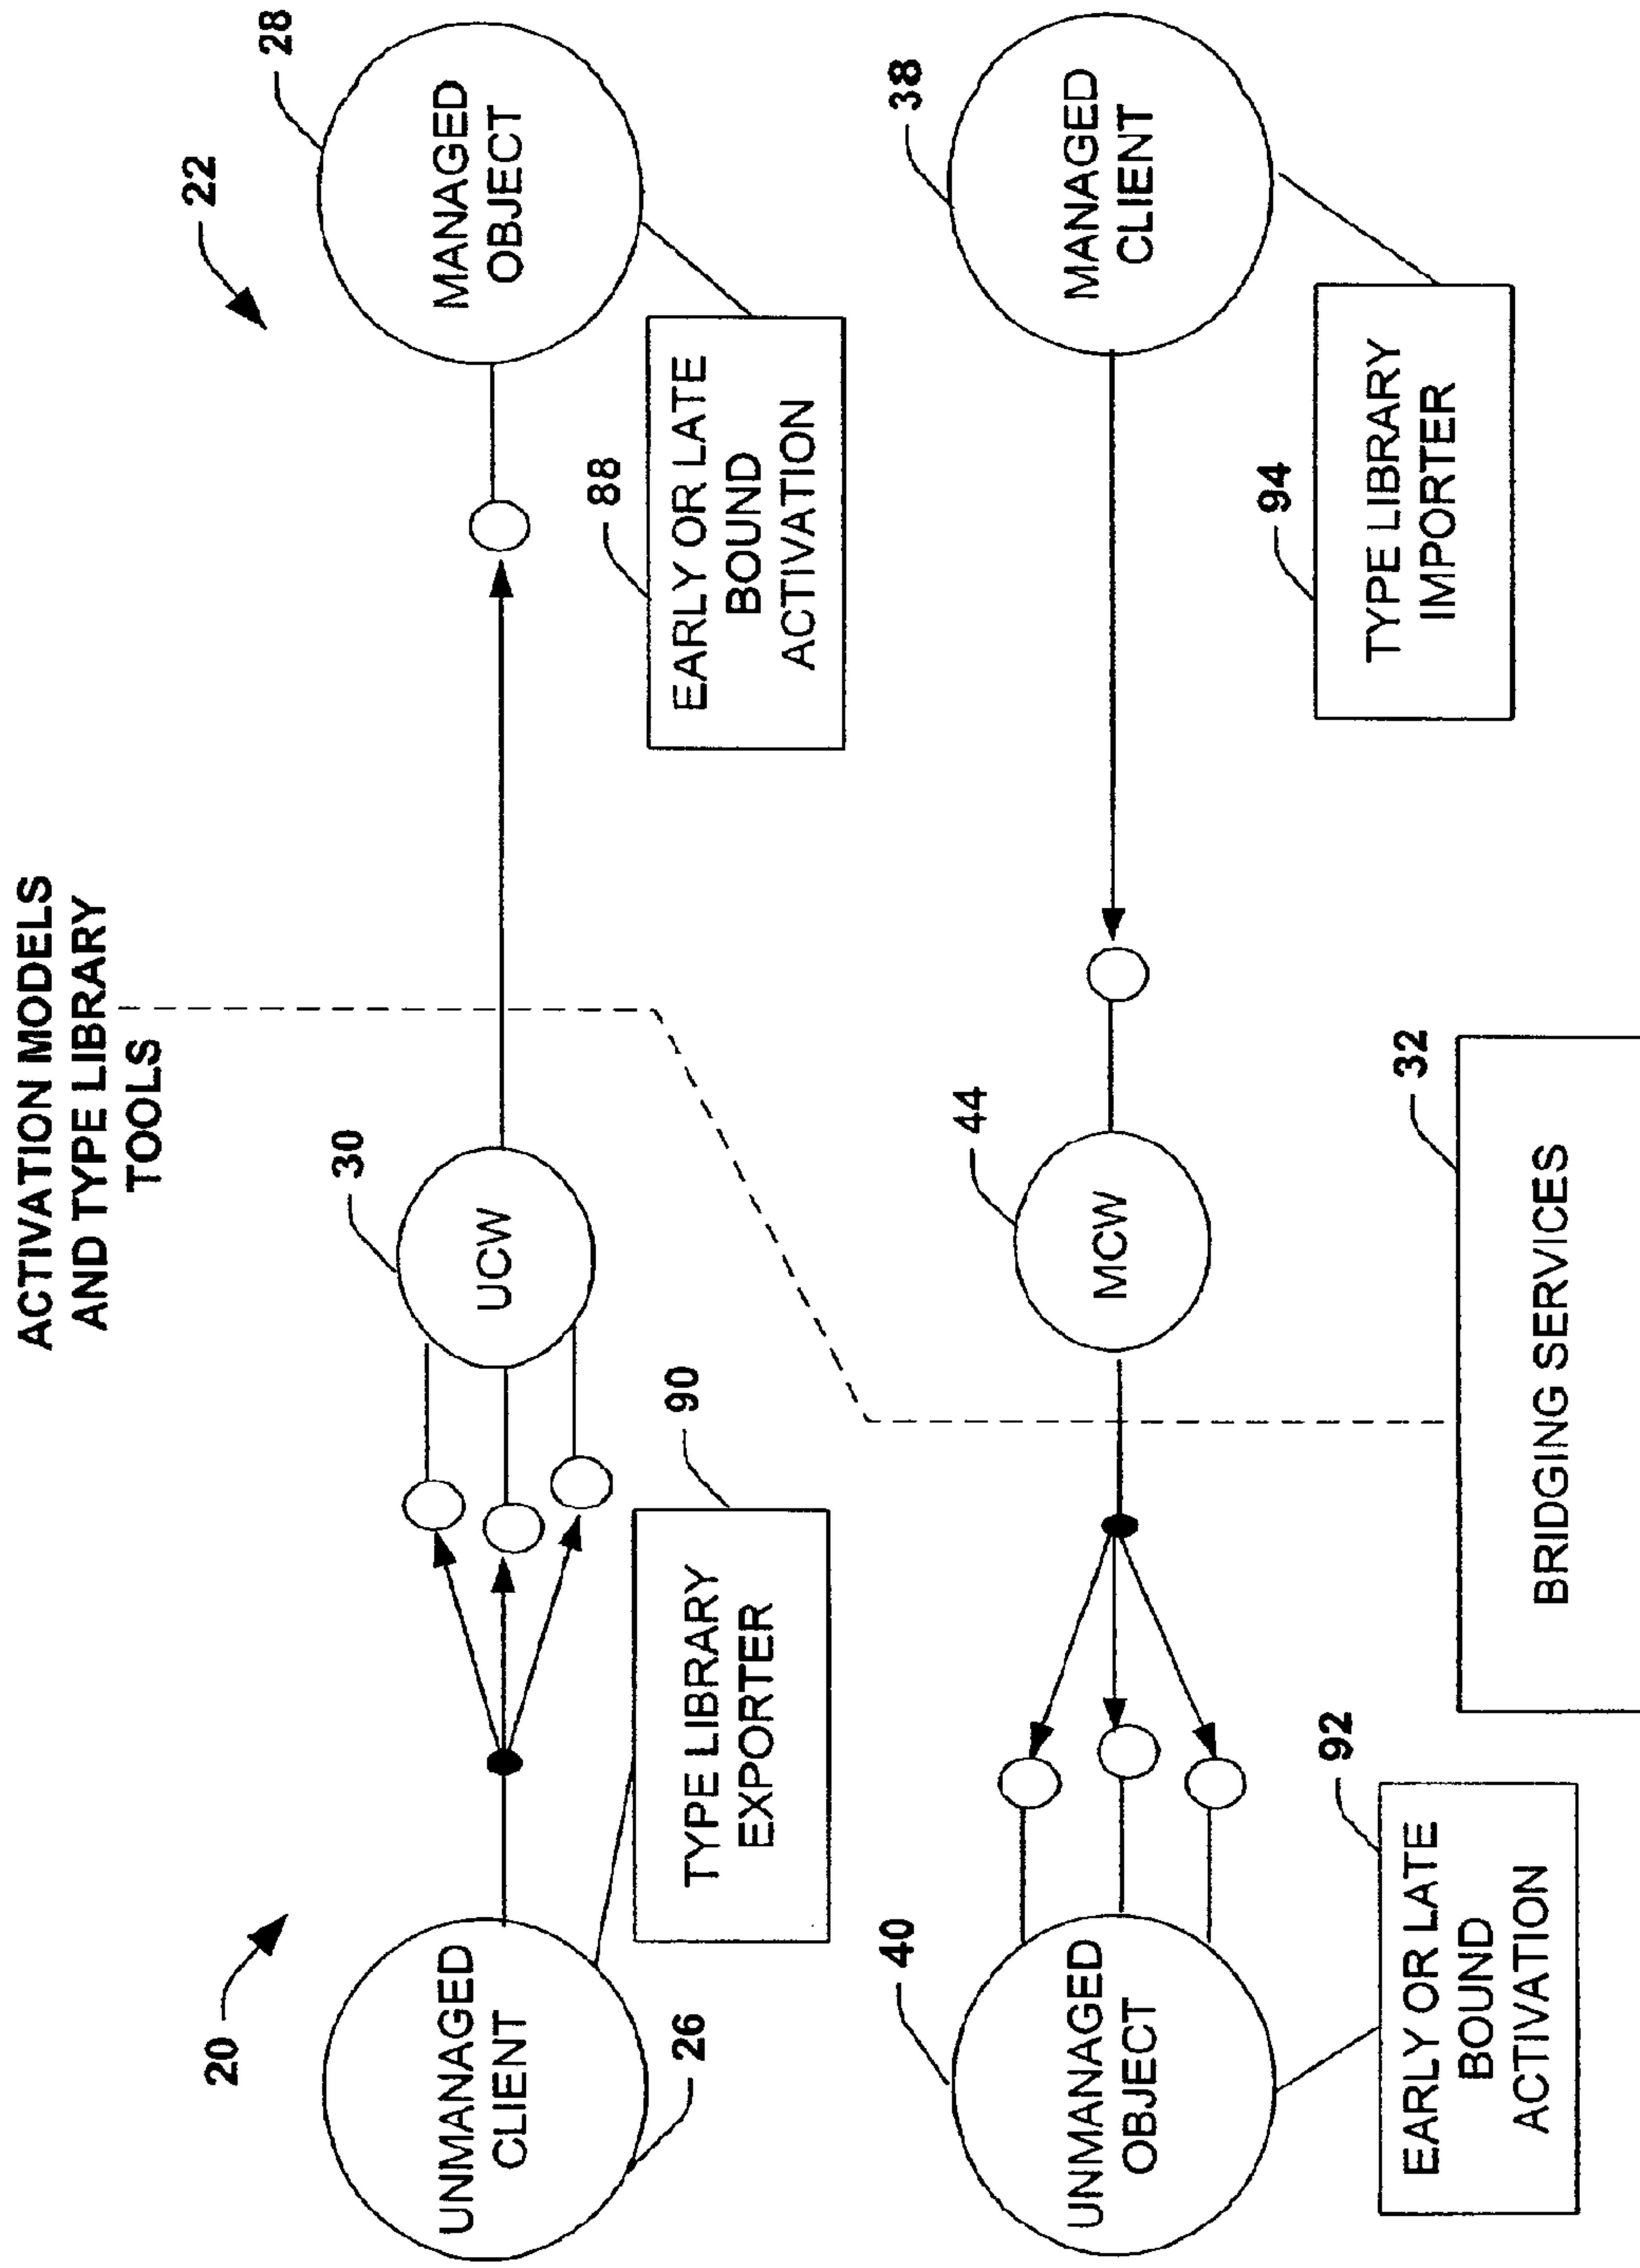 ACTIVATION MODELS
AND TYPE LIBRARY
TOOLS
20
22
UNMANAGED
CLIENT
26
30
UCW
28
MANAGED
OBJECT
90
TYPE LIBRARY
EXPORTER
88
EARLY OR LATE
BOUND
ACTIVATION
40
UNMANAGED
OBJECT
44
MCW
38
MANAGED
CLIENT
92
EARLY OR LATE
BOUND
ACTIVATION
32
BRIDGING SERVICES
94
TYPE LIBRARY
IMPORTER